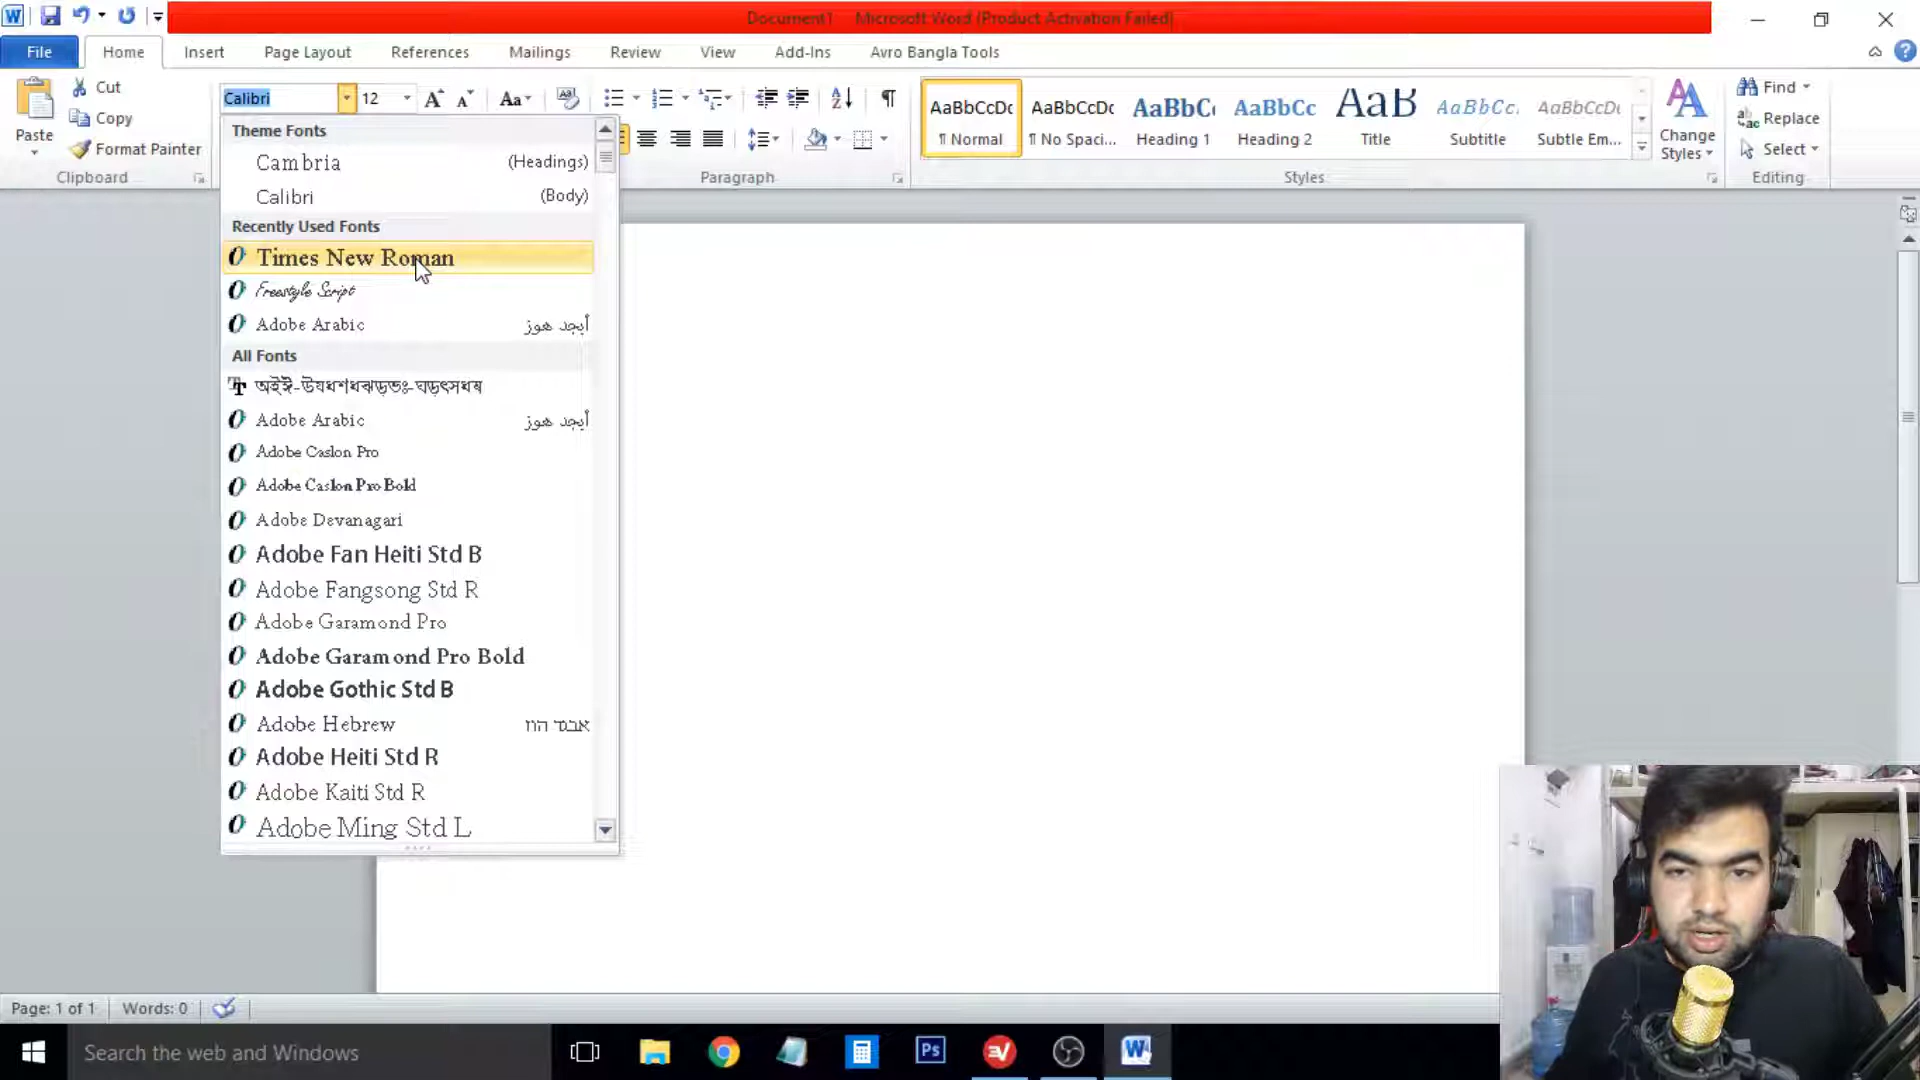 Document1 - Microsoft Word (Product Activation Failed)
File Home Insert Page Layout References Mailings Review View Add-Ins Avro Bangla Tools
Cut
Copy
Format Painter
Paste
Clipboard
Calibri 12
Paragraph
AaBbCcDc AaBbCcDc AaBbC AaBbCc AaB AaBbCc. AaBbCcDc
¶ Normal ¶ No Spaci... Heading 1 Heading 2 Title Subtitle Subtle Em...
Change
Styles
Styles
Find
Replace
Select
Editing
Theme Fonts
Cambria (Headings)
Calibri (Body)
Recently Used Fonts
Times New Roman
Freestyle Script
Adobe Arabic أيجد هوز
All Fonts
Adobe Arabic أيجد هوز
Adobe Caslon Pro
Adobe Caslon Pro Bold
Adobe Devanagari
Adobe Fan Heiti Std B
Adobe Fangsong Std R
Adobe Garamond Pro
Adobe Garamond Pro Bold
Adobe Gothic Std B
Adobe Hebrew אבגד הוז
Adobe Heiti Std R
Adobe Kaiti Std R
Adobe Ming Std L
Page: 1 of 1 Words: 0
Search the web and Windows
Ps